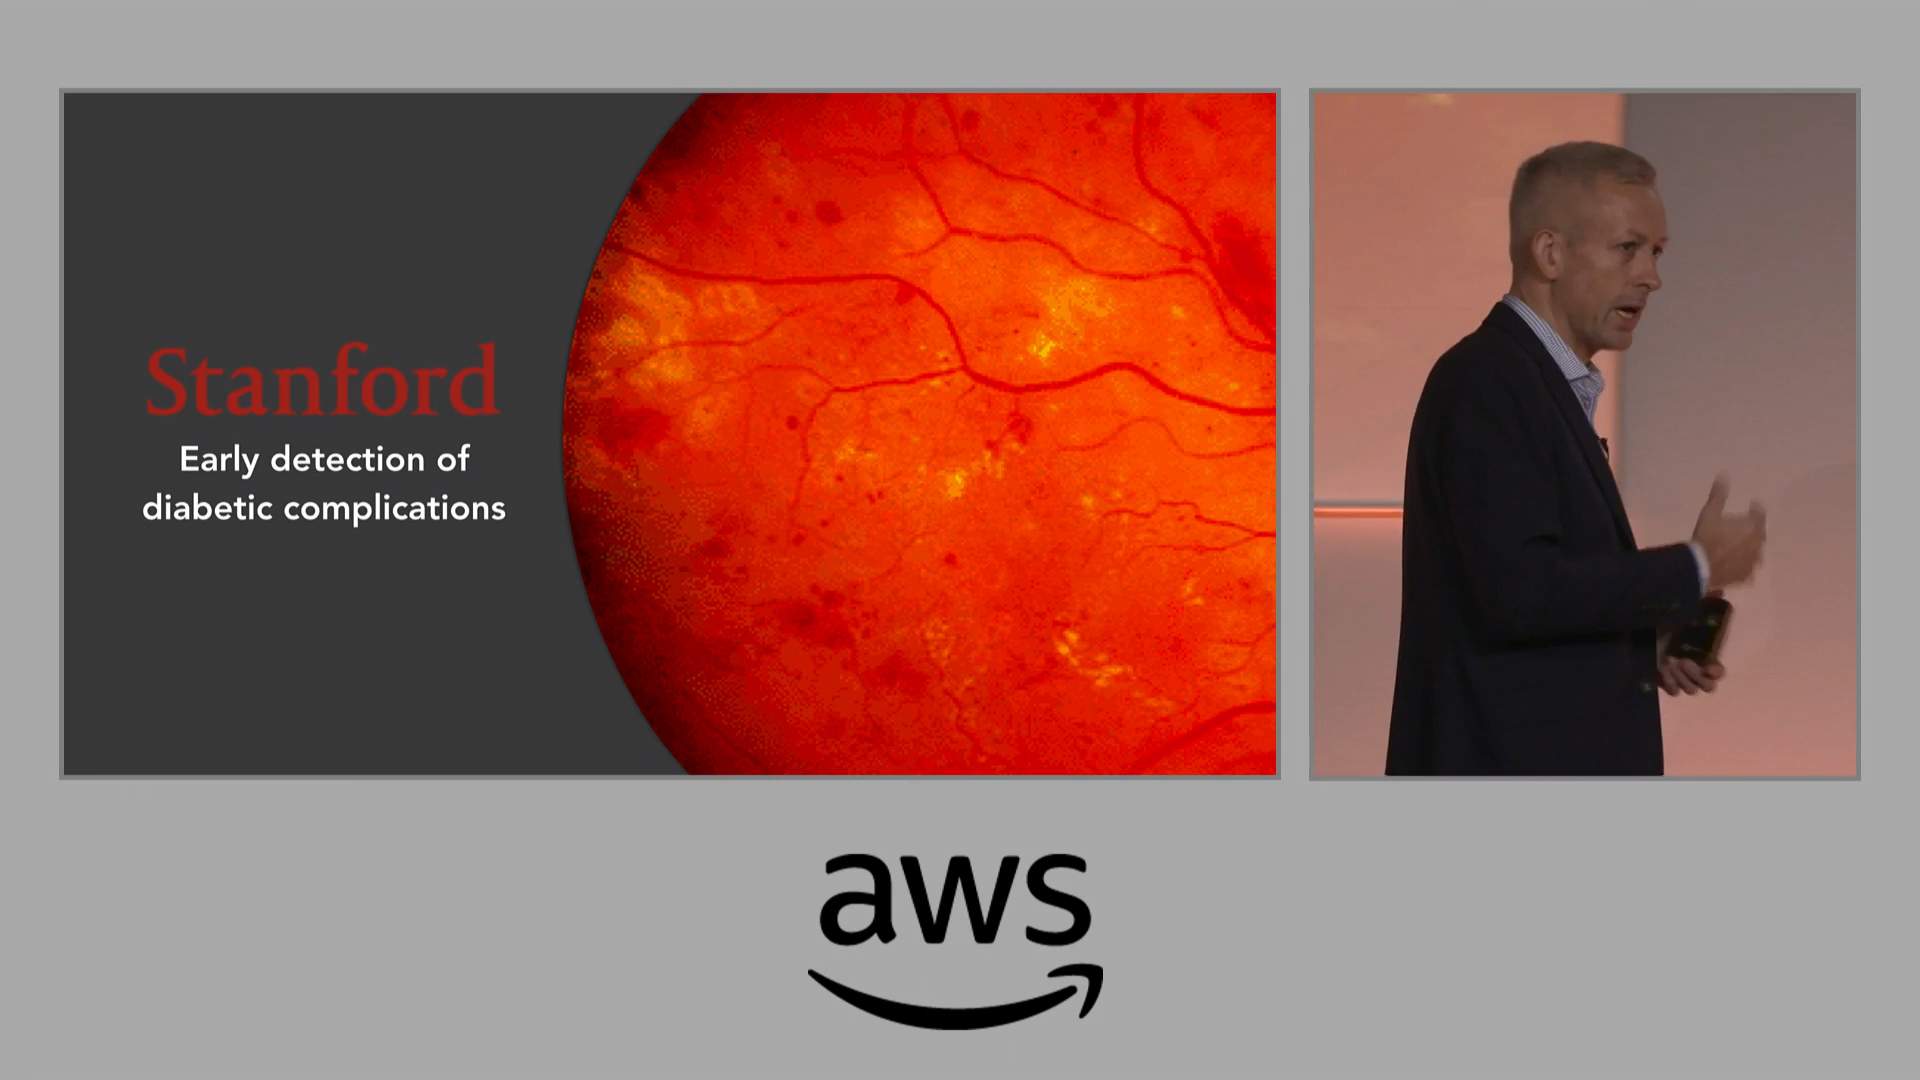 Stanford
Early detection of
diabetic complications
aws